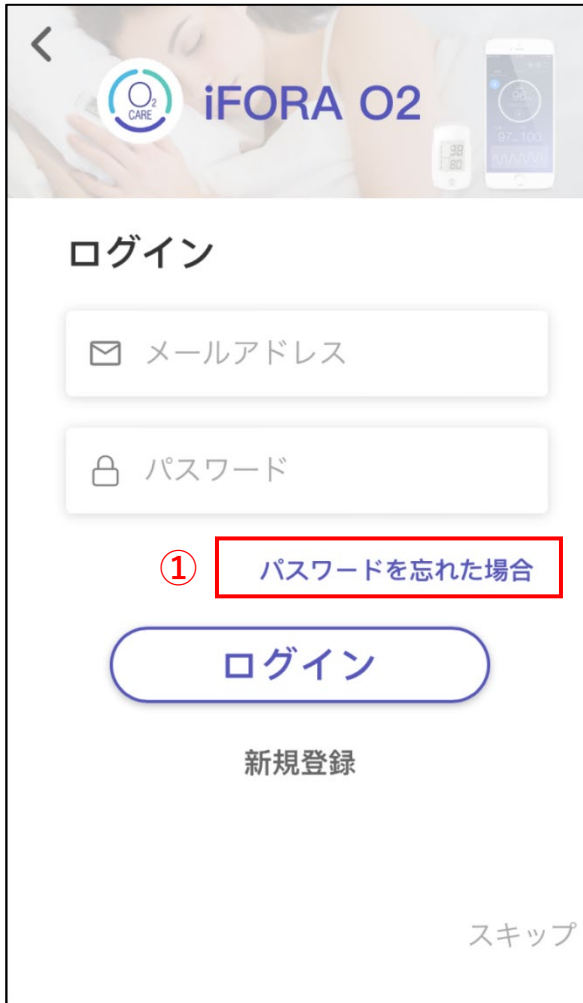 O2
CARE
iFORA O2
ログイン
メールアドレス
パスワード
① パスワードを忘れた場合
ログイン
新規登録
スキップ